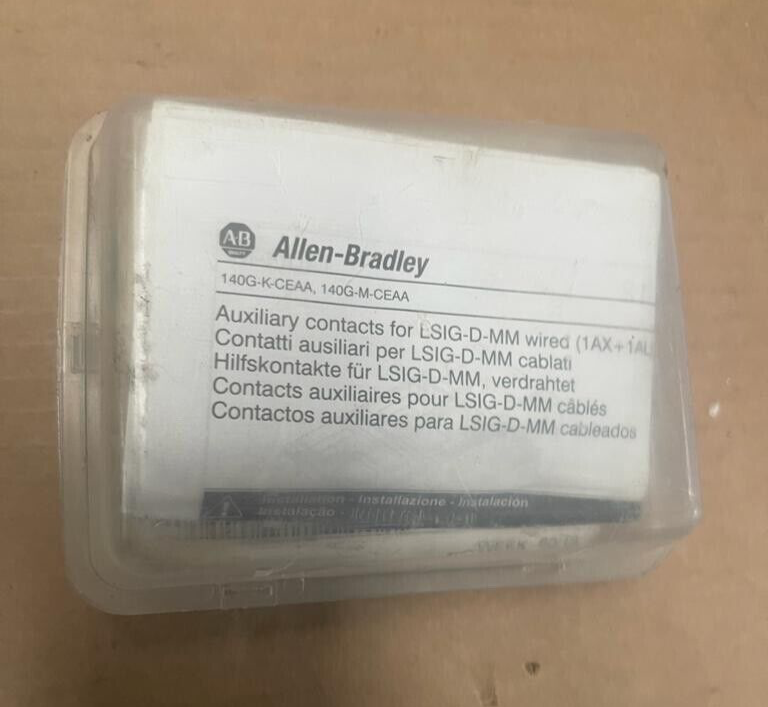 AB
Allen-Bradley
140G-K-CEAA, 140G-M-CEAA
Auxiliary contacts for LSIG-D-MM wired (1AX+1AL
Contatti ausiliari per LSIG-D-MM cablati
Hilfskontakte für LSIG-D-MM, verdrahtet
Contacts auxiliaires pour LSIG-D-MM câblés
Contactos auxiliares para LSIG-D-MM cableados
Installation - Installazione - Instalación
Instalação -